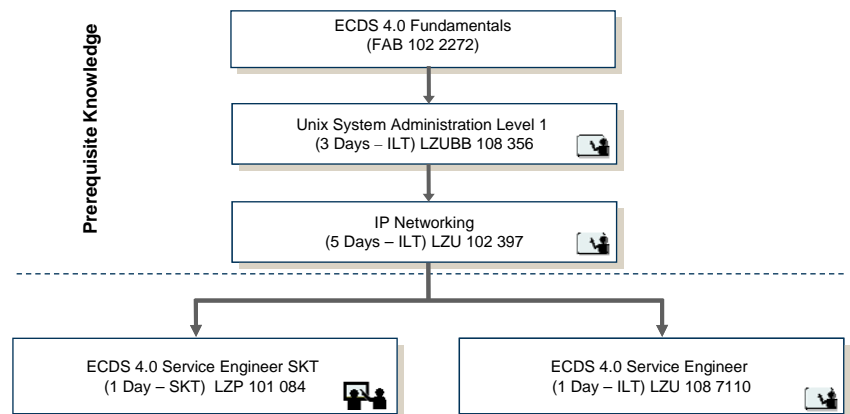 ECDS 4.0 Fundamentals
(FAB 102 2272)
Prerequisite Knowledge
Unix System Administration Level 1
(3 Days – ILT) LZUBB 108 356
IP Networking
(5 Days – ILT) LZU 102 397
ECDS 4.0 Service Engineer SKT
(1 Day – SKT) LZP 101 084
ECDS 4.0 Service Engineer
(1 Day – ILT) LZU 108 7110